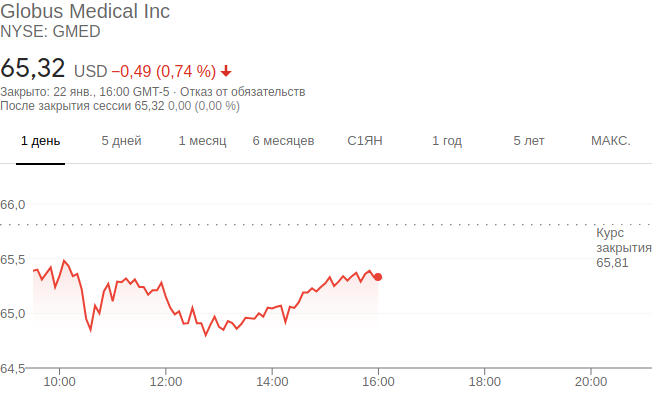 Globus Medical Inc
NYSE: GMED
65,32 USD −0,49 (0,74 %)
Закрыто: 22 янв., 16:00 GMT-5 · Отказ от обязательств
После закрытия сессии 65,32 0,00 (0,00 %)
1 день 5 дней 1 месяц 6 месяцев С1ЯН 1 год 5 лет МАКС.
66,0
Курс
закрытия
65,81
65,5
65,0
64,5
10:00 12:00 14:00 16:00 18:00 20:00